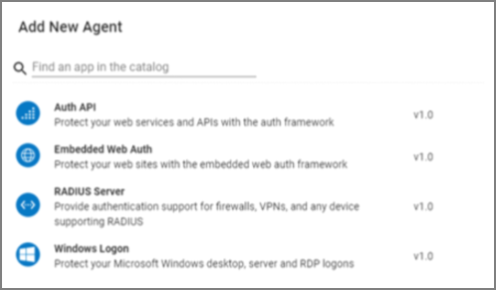 Add New Agent
Find an app in the catalog
Auth API
Protect your web services and APIs with the auth framework
v1.0
Embedded Web Auth
Protect your web sites with the embedded web auth framework
v1.0
RADIUS Server
Provide authentication support for firewalls, VPNs, and any device
supporting RADIUS
v1.0
Windows Logon
Protect your Microsoft Windows desktop, server and RDP logons
v1.0